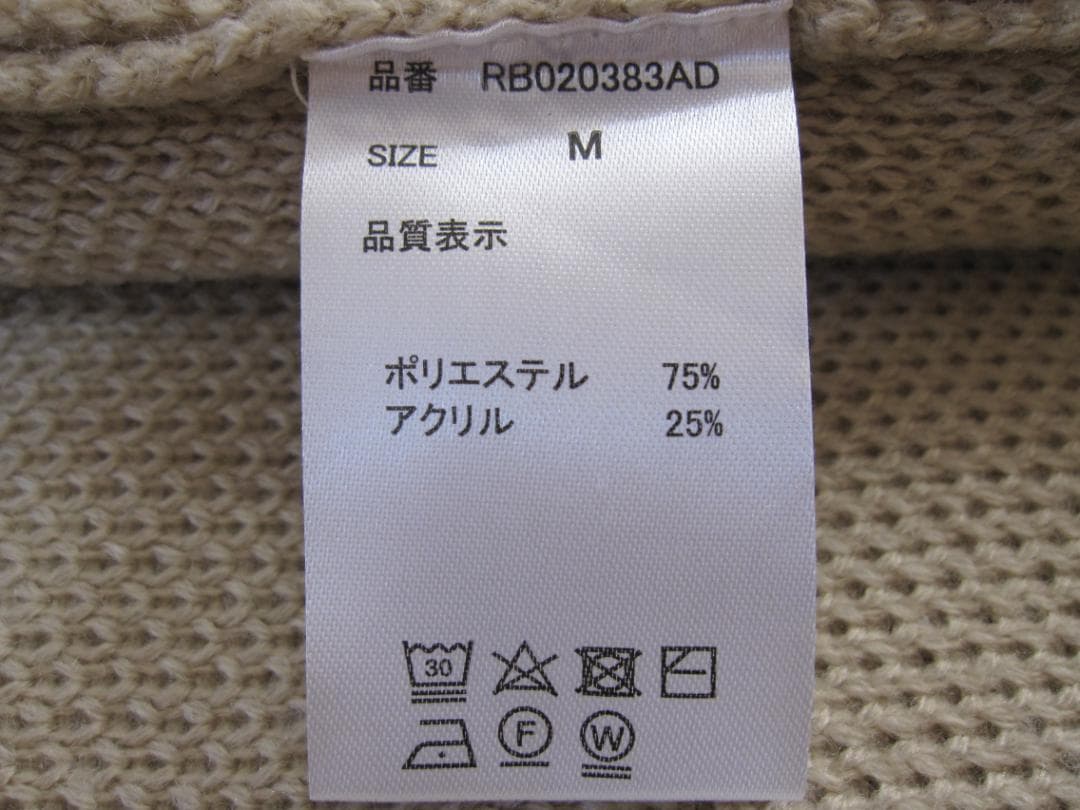 品番 RB020383AD
SIZE M
品質表示
ポリエステル 75%
アクリル 25%
30
F W